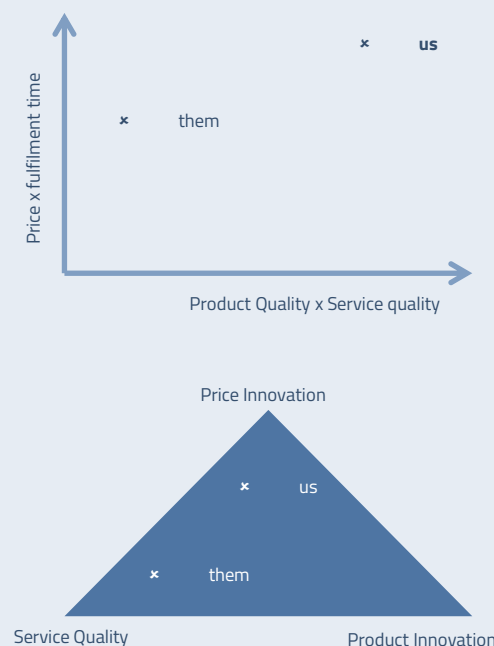 us
them
Price x fulfilment time
Product Quality x Service quality
Price Innovation
us
them
Service Quality
Product Innovation